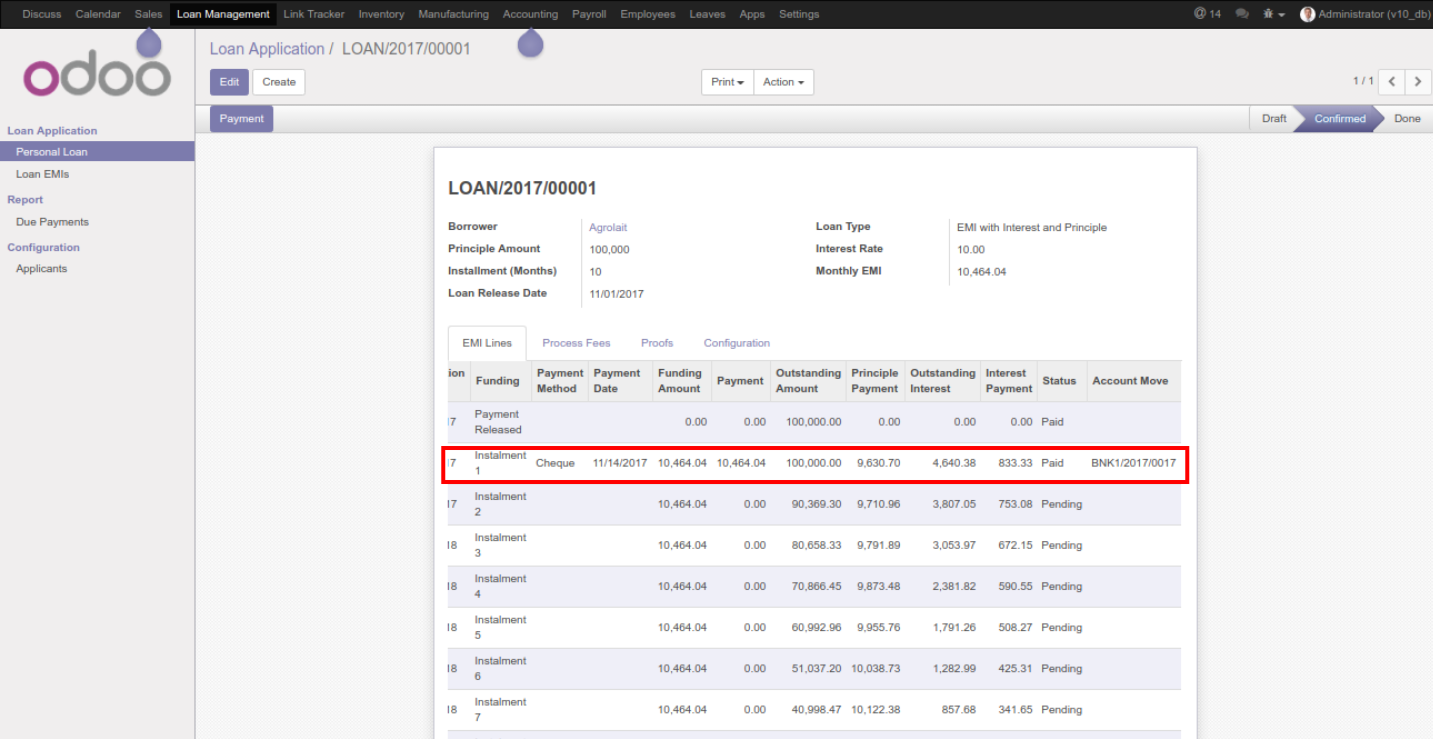 Discuss Calendar Sales Loan Management Link Tracker Inventory Manufacturing Accounting Payroll Employees Leaves Apps Settings @ 14 Administrator (v10_db)
odoo
Loan Application / LOAN/2017/00001
Edit Create Print Action 1 / 1
Payment Draft Confirmed Done
Loan Application
Personal Loan
Loan EMIs
Report
Due Payments
Configuration
Applicants
LOAN/2017/00001
Borrower Agrolait Loan Type EMI with Interest and Principle
Principle Amount 100,000 Interest Rate 10.00
Installment (Months) 10 Monthly EMI 10,464.04
Loan Release Date 11/01/2017
EMI Lines Process Fees Proofs Configuration
ion Funding Payment Method Payment Date Funding Amount Payment Outstanding Amount Principle Payment Outstanding Interest Interest Payment Status Account Move
17 Payment Released 0.00 0.00 100,000.00 0.00 0.00 0.00 Paid
17 Instalment 1 Cheque 11/14/2017 10,464.04 10,464.04 100,000.00 9,630.70 4,640.38 833.33 Paid BNK1/2017/0017
17 Instalment 2 10,464.04 0.00 90,369.30 9,710.96 3,807.05 753.08 Pending
18 Instalment 3 10,464.04 0.00 80,658.33 9,791.89 3,053.97 672.15 Pending
18 Instalment 4 10,464.04 0.00 70,866.45 9,873.48 2,381.82 590.55 Pending
18 Instalment 5 10,464.04 0.00 60,992.96 9,955.76 1,791.26 508.27 Pending
18 Instalment 6 10,464.04 0.00 51,037.20 10,038.73 1,282.99 425.31 Pending
18 Instalment 7 10,464.04 0.00 40,998.47 10,122.38 857.68 341.65 Pending